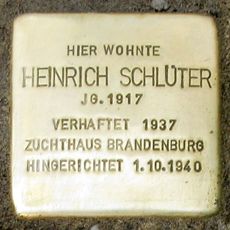 HIER WOHNTE
HEINRICH SCHLÜTER
JG. 1917
VERHAFTET 1937
ZUCHTHAUS BRANDENBURG
HINGERICHTET 1.10.1940